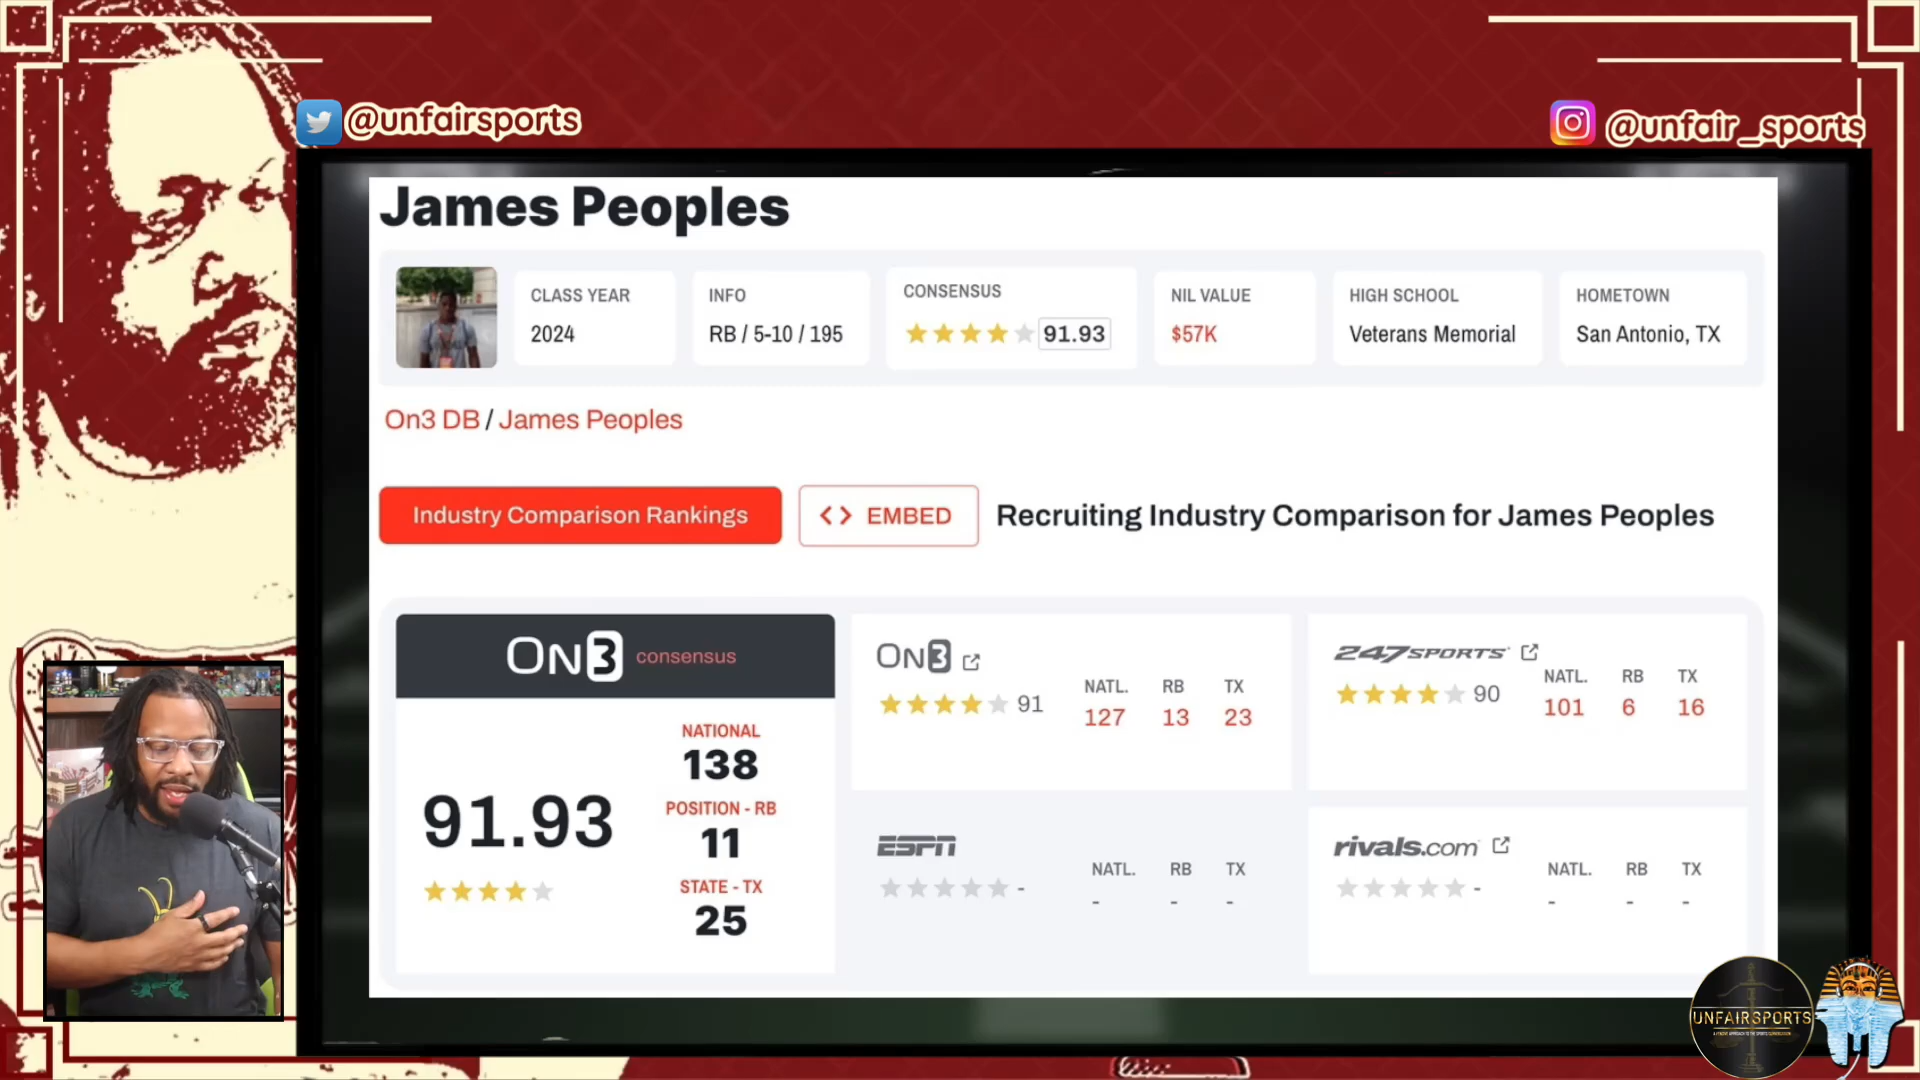 @unfairsports
@unfair_sports
James Peoples
CLASS YEAR
2024
INFO
RB / 5-10 / 195
CONSENSUS
91.93
NIL VALUE
$57K
HIGH SCHOOL
Veterans Memorial
HOMETOWN
San Antonio, TX
On3 DB / James Peoples
Industry Comparison Rankings
<> EMBED
Recruiting Industry Comparison for James Peoples
ON3 consensus
91.93
NATIONAL
138
POSITION - RB
11
STATE - TX
25
ON3
91
NATL. RB TX
127 13 23
247SPORTS
90
NATL. RB TX
101 6 16
ESPN
-
NATL. RB TX
- - -
rivals.com
-
NATL. RB TX
- - -
UNFAIRSPORTS